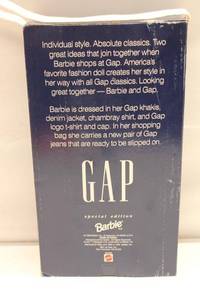 Individual style. Absolute classics. Two
great ideas that join together when
Barbie shops at Gap. America's
favorite fashion doll creates her style in
her way with all Gap classics. Looking
great together — Barbie and Gap.
Barbie is dressed in her Gap khakis,
denim jacket, chambray shirt, and Gap
logo t-shirt and cap. In her shopping
bag she carries a new pair of Gap
jeans that are ready to be slipped on.
GAP
special edition
Barbie